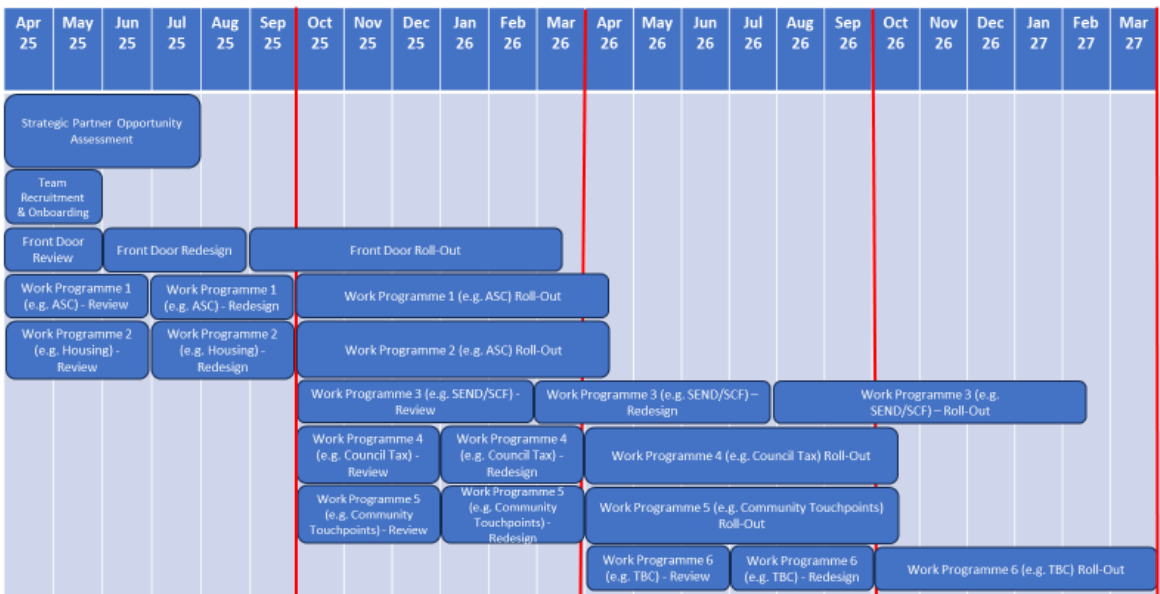 Apr May Jun Jul Aug Sep Oct Nov Dec Jan Feb Mar Apr May Jun Jul Aug Sep Oct Nov Dec Jan Feb Mar
25 25 25 25 25 25 25 25 25 26 26 26 26 26 26 26 26 26 26 26 26 27 27 27
Strategic Partner Opportunity
Assessment
Team
Recruitment
& Onboarding
Front Door
Review
Front Door Redesign
Front Door Roll-Out
Work Programme 1
(e.g. ASC) - Review
Work Programme 1
(e.g. ASC) - Redesign
Work Programme 1 (e.g. ASC) Roll-Out
Work Programme 2
(e.g. Housing) -
Review
Work Programme 2
(e.g. Housing) -
Redesign
Work Programme 2 (e.g. ASC) Roll-Out
Work Programme 3 (e.g. SEND/SCF) -
Review
Work Programme 3 (e.g. SEND/SCF) –
Redesign
Work Programme 3 (e.g.
SEND/SCF) – Roll-Out
Work Programme 4
(e.g. Council Tax) -
Review
Work Programme 4
(e.g. Council Tax) -
Redesign
Work Programme 4 (e.g. Council Tax) Roll-Out
Work Programme 5
(e.g. Community
Touchpoints) - Review
Work Programme 5
(e.g. Community
Touchpoints) -
Redesign
Work Programme 5 (e.g. Community Touchpoints)
Roll-Out
Work Programme 6
(e.g. TBC) - Review
Work Programme 6
(e.g. TBC) - Redesign
Work Programme 6 (e.g. TBC) Roll-Out